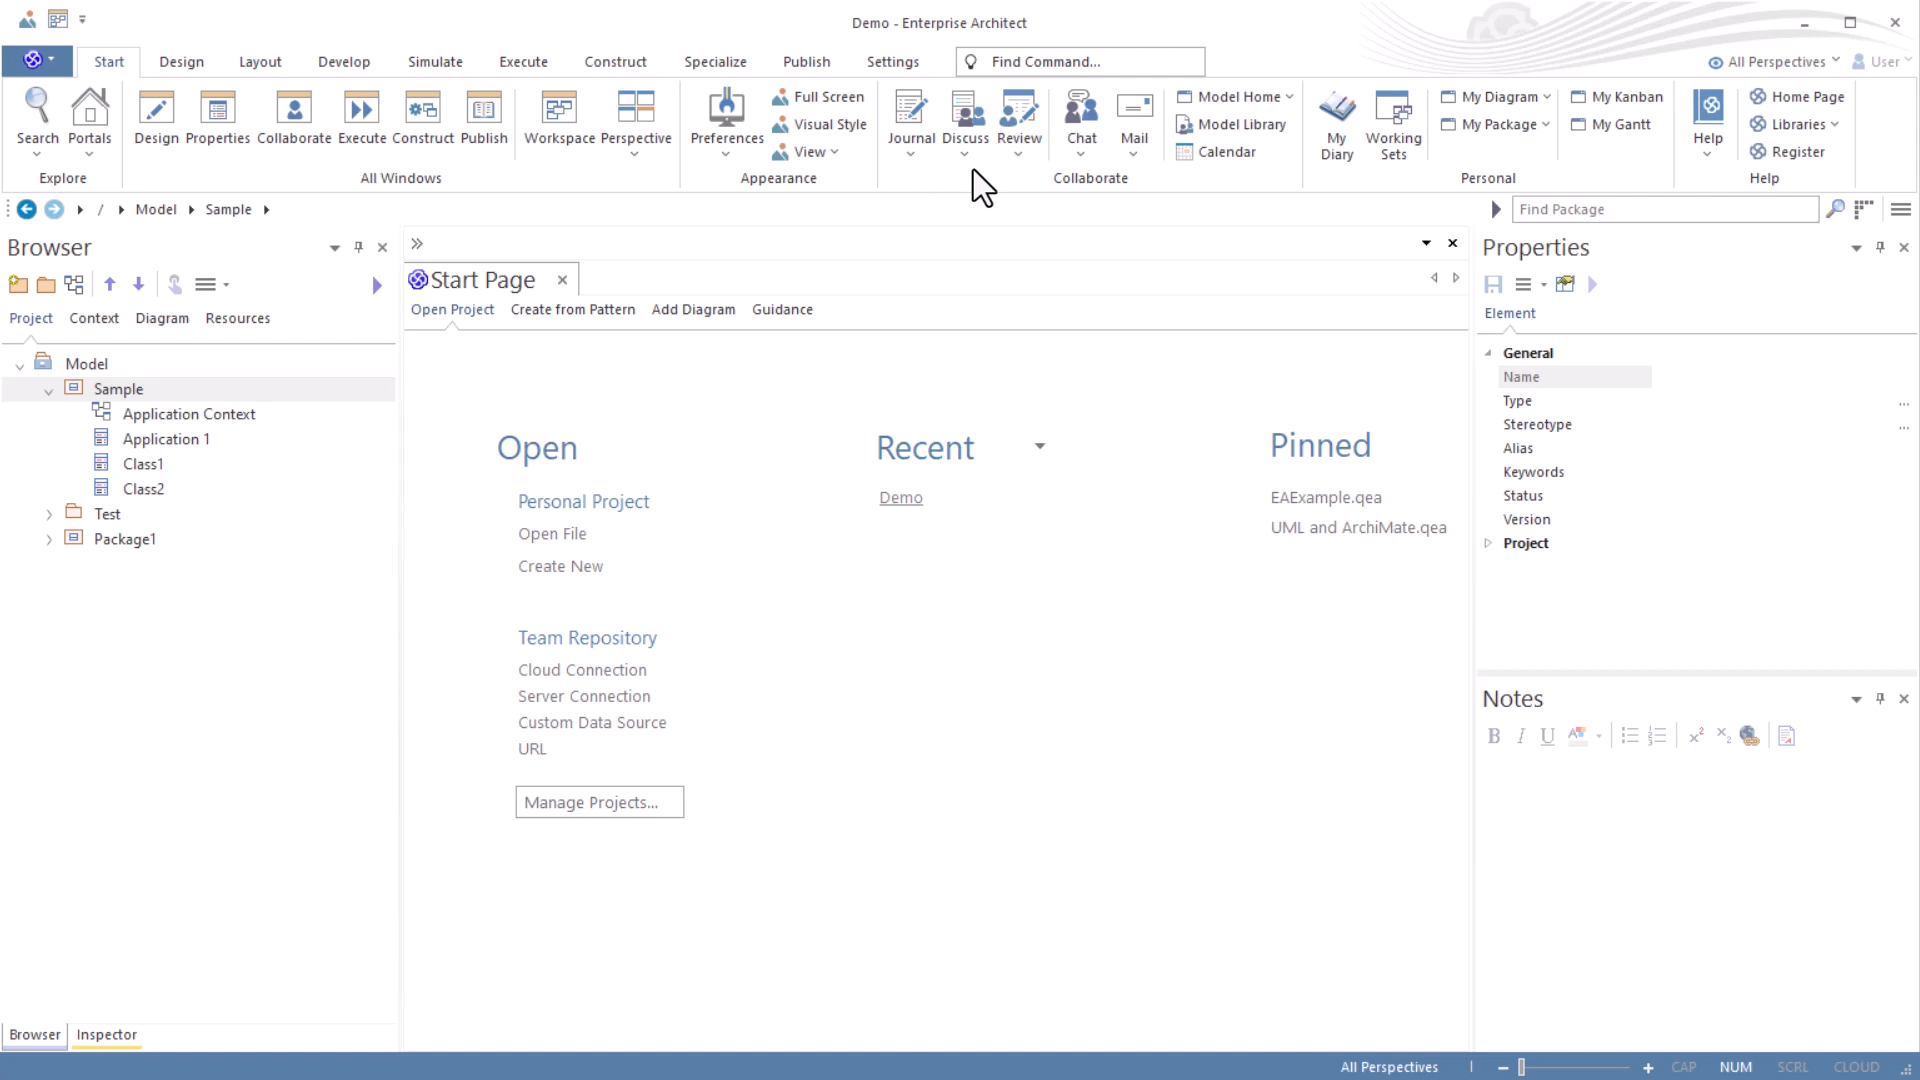 Demo - Enterprise Architect
Start Design Layout Develop Simulate Execute Construct Specialize Publish Settings Find Command... All Perspectives User
Search Portals
Explore
Design Properties Collaborate Execute Construct Publish Workspace Perspective
All Windows
Preferences
Full Screen
Visual Style
View
Appearance
Journal Discuss Review Chat Mail
Model Home
Model Library
Calendar
Collaborate
My Diary
Working Sets
My Diagram
My Package
My Kanban
My Gantt
Personal
Help
Home Page
Libraries
Register
Help
/ Model Sample
Find Package
Browser
Project Context Diagram Resources
Model
Sample
Application Context
Application 1
Class1
Class2
Test
Package1
Browser Inspector
Start Page
Open Project Create from Pattern Add Diagram Guidance
Open
Personal Project
Open File
Create New
Team Repository
Cloud Connection
Server Connection
Custom Data Source
URL
Manage Projects...
Recent
Demo
Pinned
EAExample.qea
UML and ArchiMate.qea
Properties
Element
General
Name
Type ...
Stereotype ...
Alias
Keywords
Status
Version
Project
Notes
B I U
All Perspectives CAP NUM SCRL CLOUD